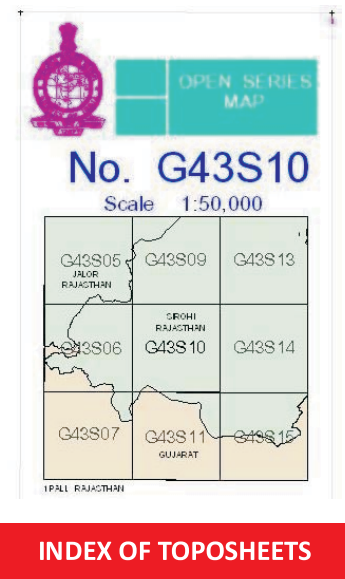 OPEN SERIES
MAP
No. G43S10
Scale 1:50,000
G43S05
JALOR
RAJASTHAN
G43S09
G43S13
G43S06
SIROHI
RAJASTHAN
G43S10
G43S14
G43S07
G43S11
GUJARAT
G43S15
1PALI, RAJASTHAN
INDEX OF TOPOSHEETS